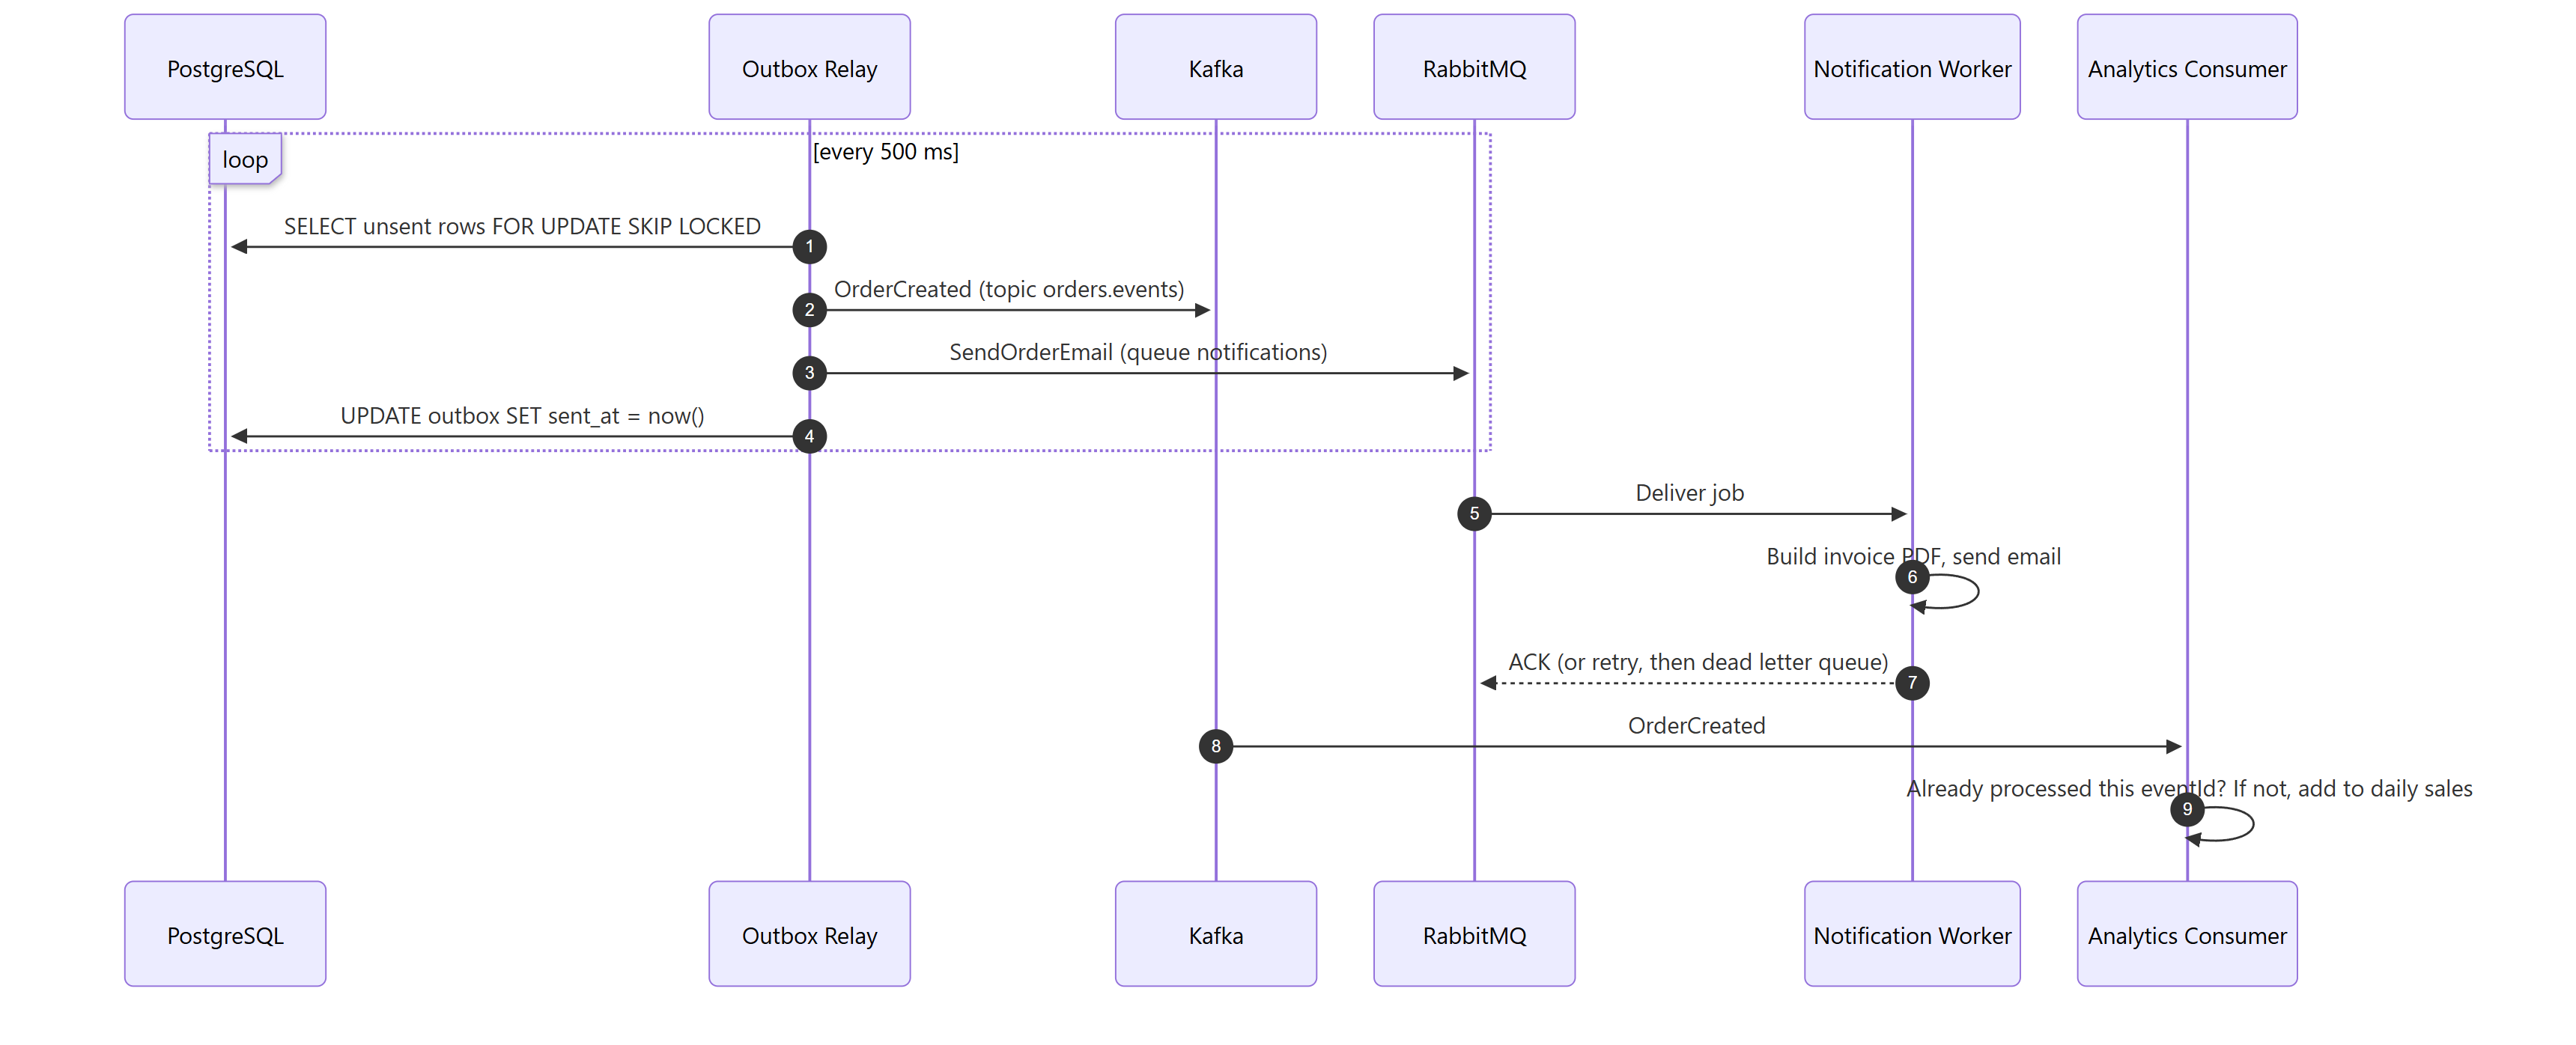 PostgreSQL
Outbox Relay
Kafka
RabbitMQ
Notification Worker
Analytics Consumer
loop
[every 500 ms]
SELECT unsent rows FOR UPDATE SKIP LOCKED
1
OrderCreated (topic orders.events)
2
SendOrderEmail (queue notifications)
3
UPDATE outbox SET sent_at = now()
4
Deliver job
5
Build invoice PDF, send email
6
ACK (or retry, then dead letter queue)
7
OrderCreated
8
Already processed this eventId? If not, add to daily sales
9
PostgreSQL
Outbox Relay
Kafka
RabbitMQ
Notification Worker
Analytics Consumer